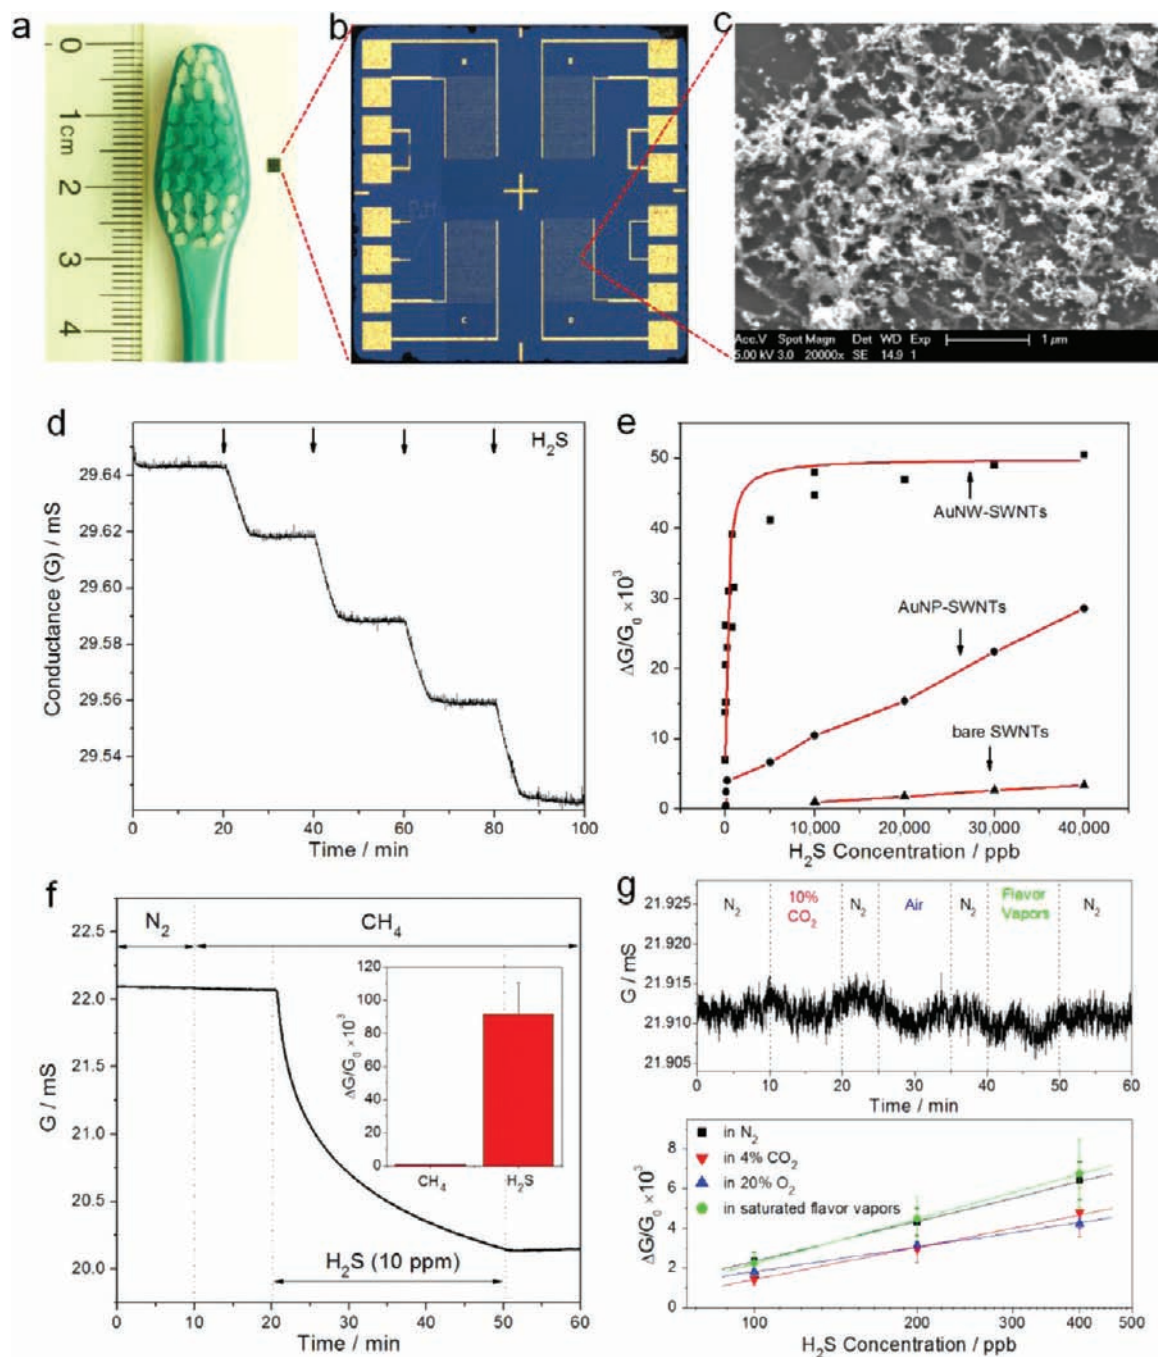 a
b
c
0
1
cm
2
3
4
Acc.V Spot Magn Det WD Exp 1 µm
5.00 kV 3.0 20000x SE 14.9 1
d
H2S
Conductance (G) / mS
29.64
29.62
29.60
29.58
29.56
29.54
0 20 40 60 80 100
Time / min
e
ΔG/G0 ×10³
50
40
30
20
10
0
AuNW-SWNTs
AuNP-SWNTs
bare SWNTs
0 10,000 20,000 30,000 40,000
H2S Concentration / ppb
f
N2 CH4
G / mS
22.5
22.0
21.5
21.0
20.5
20.0
ΔG/G0 ×10³
120
100
80
60
40
20
0
CH4 H2S
H2S (10 ppm)
0 10 20 30 40 50 60
Time / min
g
G / mS
21.925
21.920
21.915
21.910
21.905
N2 10% CO2 N2 Air N2 Flavor Vapors N2
0 10 20 30 40 50 60
Time / min
ΔG/G0 ×10³
8
6
4
2
0
in N2
in 4% CO2
in 20% O2
in saturated flavor vapors
100 200 300 400 500
H2S Concentration / ppb